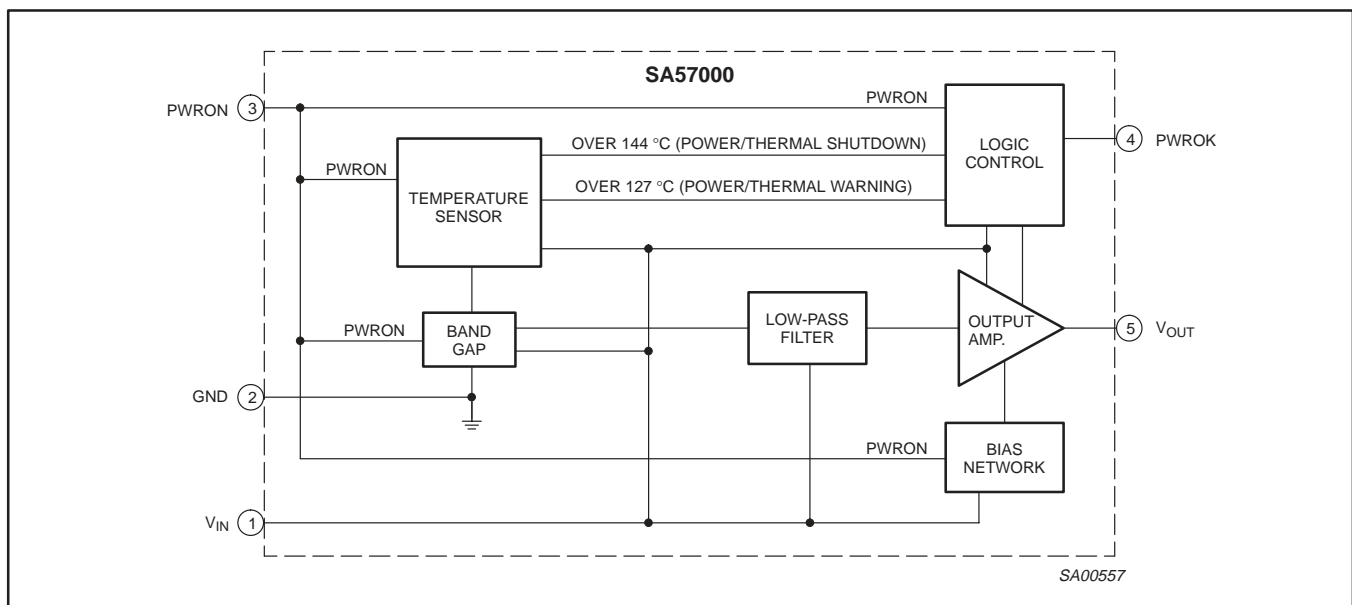 SA57000
PWRON
3
PWRON
LOGIC
CONTROL
4
PWROK
OVER 144 °C (POWER/THERMAL SHUTDOWN)
PWRON
TEMPERATURE
SENSOR
OVER 127 °C (POWER/THERMAL WARNING)
PWRON
BAND
GAP
LOW-PASS
FILTER
OUTPUT
AMP.
5
VOUT
GND
2
PWRON
BIAS
NETWORK
VIN
1
SA00557